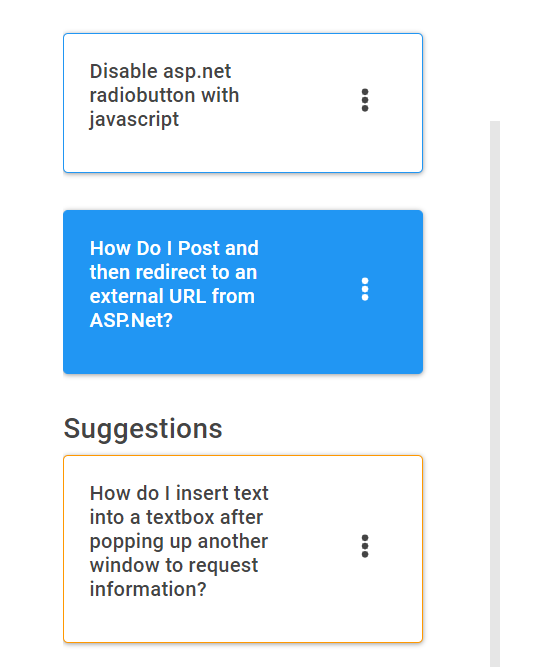 Disable asp.net
radiobutton with
javascript
How Do I Post and
then redirect to an
external URL from
ASP.Net?
Suggestions
How do I insert text
into a textbox after
popping up another
window to request
information?